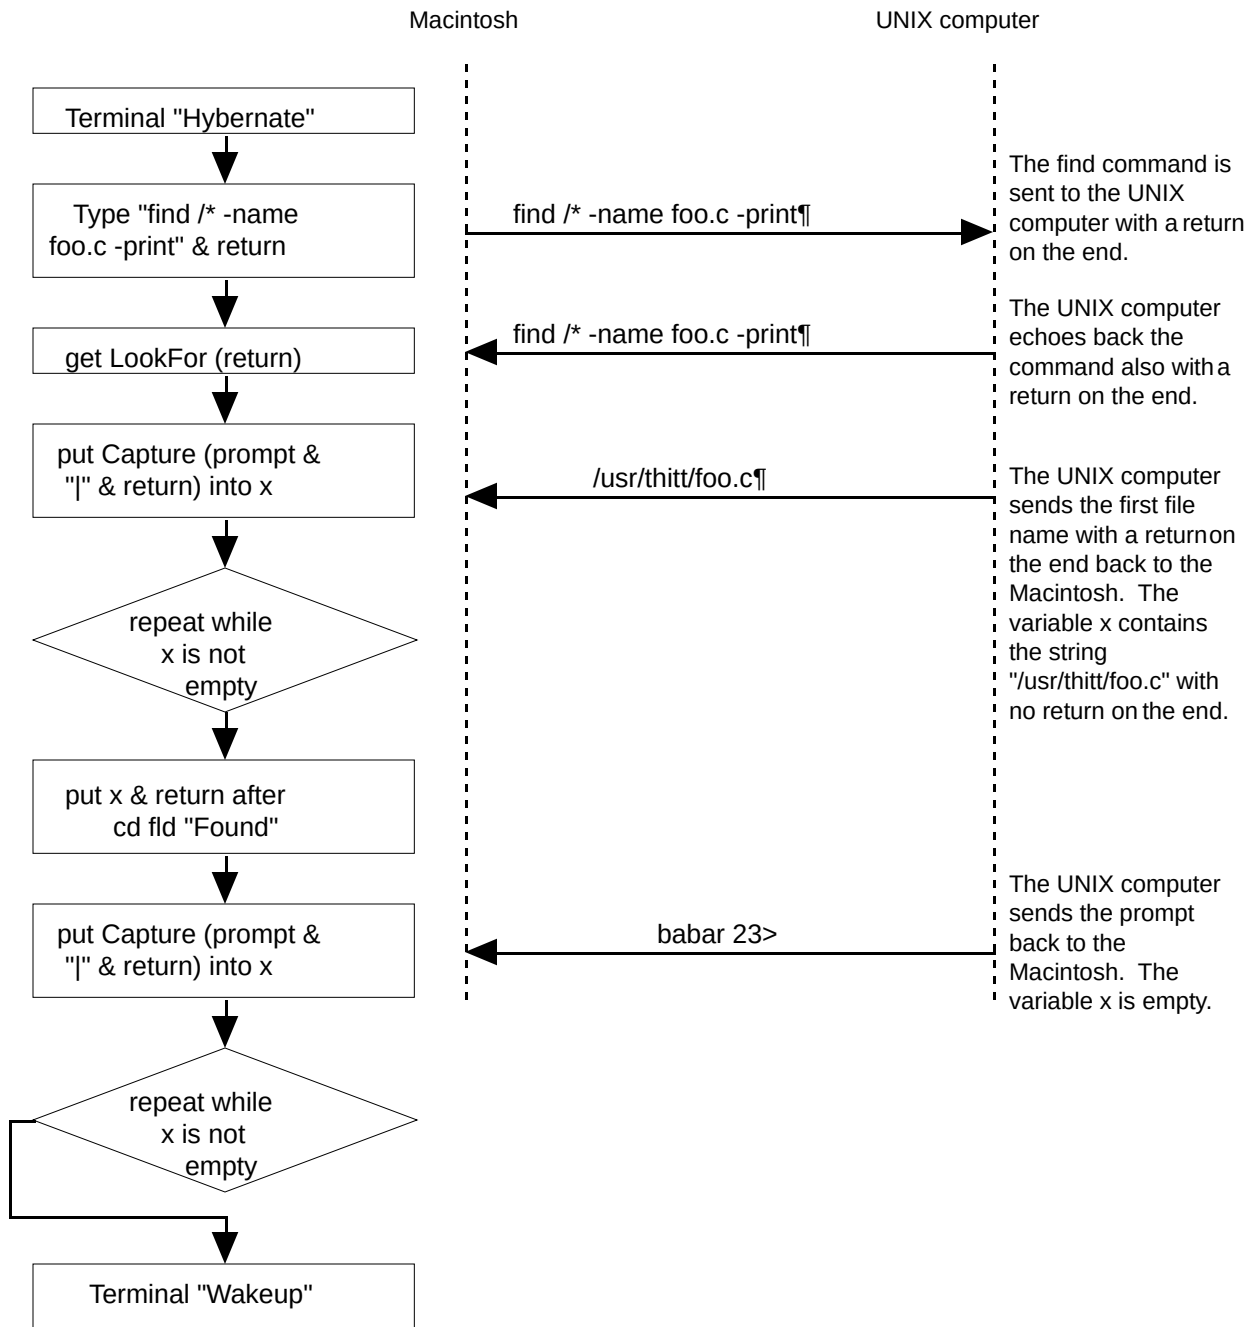 Macintosh
UNIX computer
Terminal "Hybernate"
Type "find /* -name
foo.c -print" & return
find /* -name foo.c -print¶
The find command is
sent to the UNIX
computer with a return
on the end.
get LookFor (return)
find /* -name foo.c -print¶
The UNIX computer
echoes back the
command also with a
return on the end.
put Capture (prompt &
"|" & return) into x
/usr/thitt/foo.c¶
The UNIX computer
sends the first file
name with a return on
the end back to the
Macintosh. The
variable x contains
the string
"/usr/thitt/foo.c" with
no return on the end.
repeat while
x is not
empty
put x & return after
cd fld "Found"
put Capture (prompt &
"|" & return) into x
babar 23>
The UNIX computer
sends the prompt
back to the
Macintosh. The
variable x is empty.
repeat while
x is not
empty
Terminal "Wakeup"